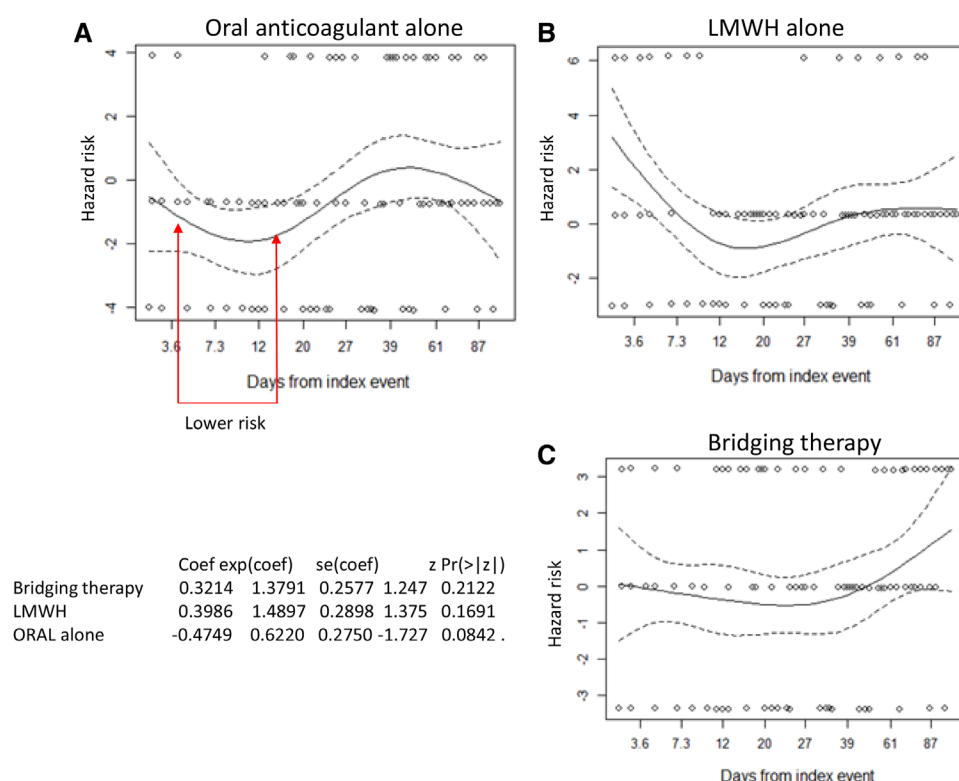 A
Oral anticoagulant alone
Hazard risk
4
2
0
-2
-4
3.6 7.3 12 20 27 39 61 87
Days from index event
Lower risk
B
LMWH alone
Hazard risk
6
4
2
0
-2
3.6 7.3 12 20 27 39 61 87
Days from index event
C
Bridging therapy
Hazard risk
3
2
1
0
-1
-2
-3
3.6 7.3 12 20 27 39 61 87
Days from index event
Coef exp(coef) se(coef) z Pr(>|z|)
Bridging therapy 0.3214 1.3791 0.2577 1.247 0.2122
LMWH 0.3986 1.4897 0.2898 1.375 0.1691
ORAL alone -0.4749 0.6220 0.2750 -1.727 0.0842 .